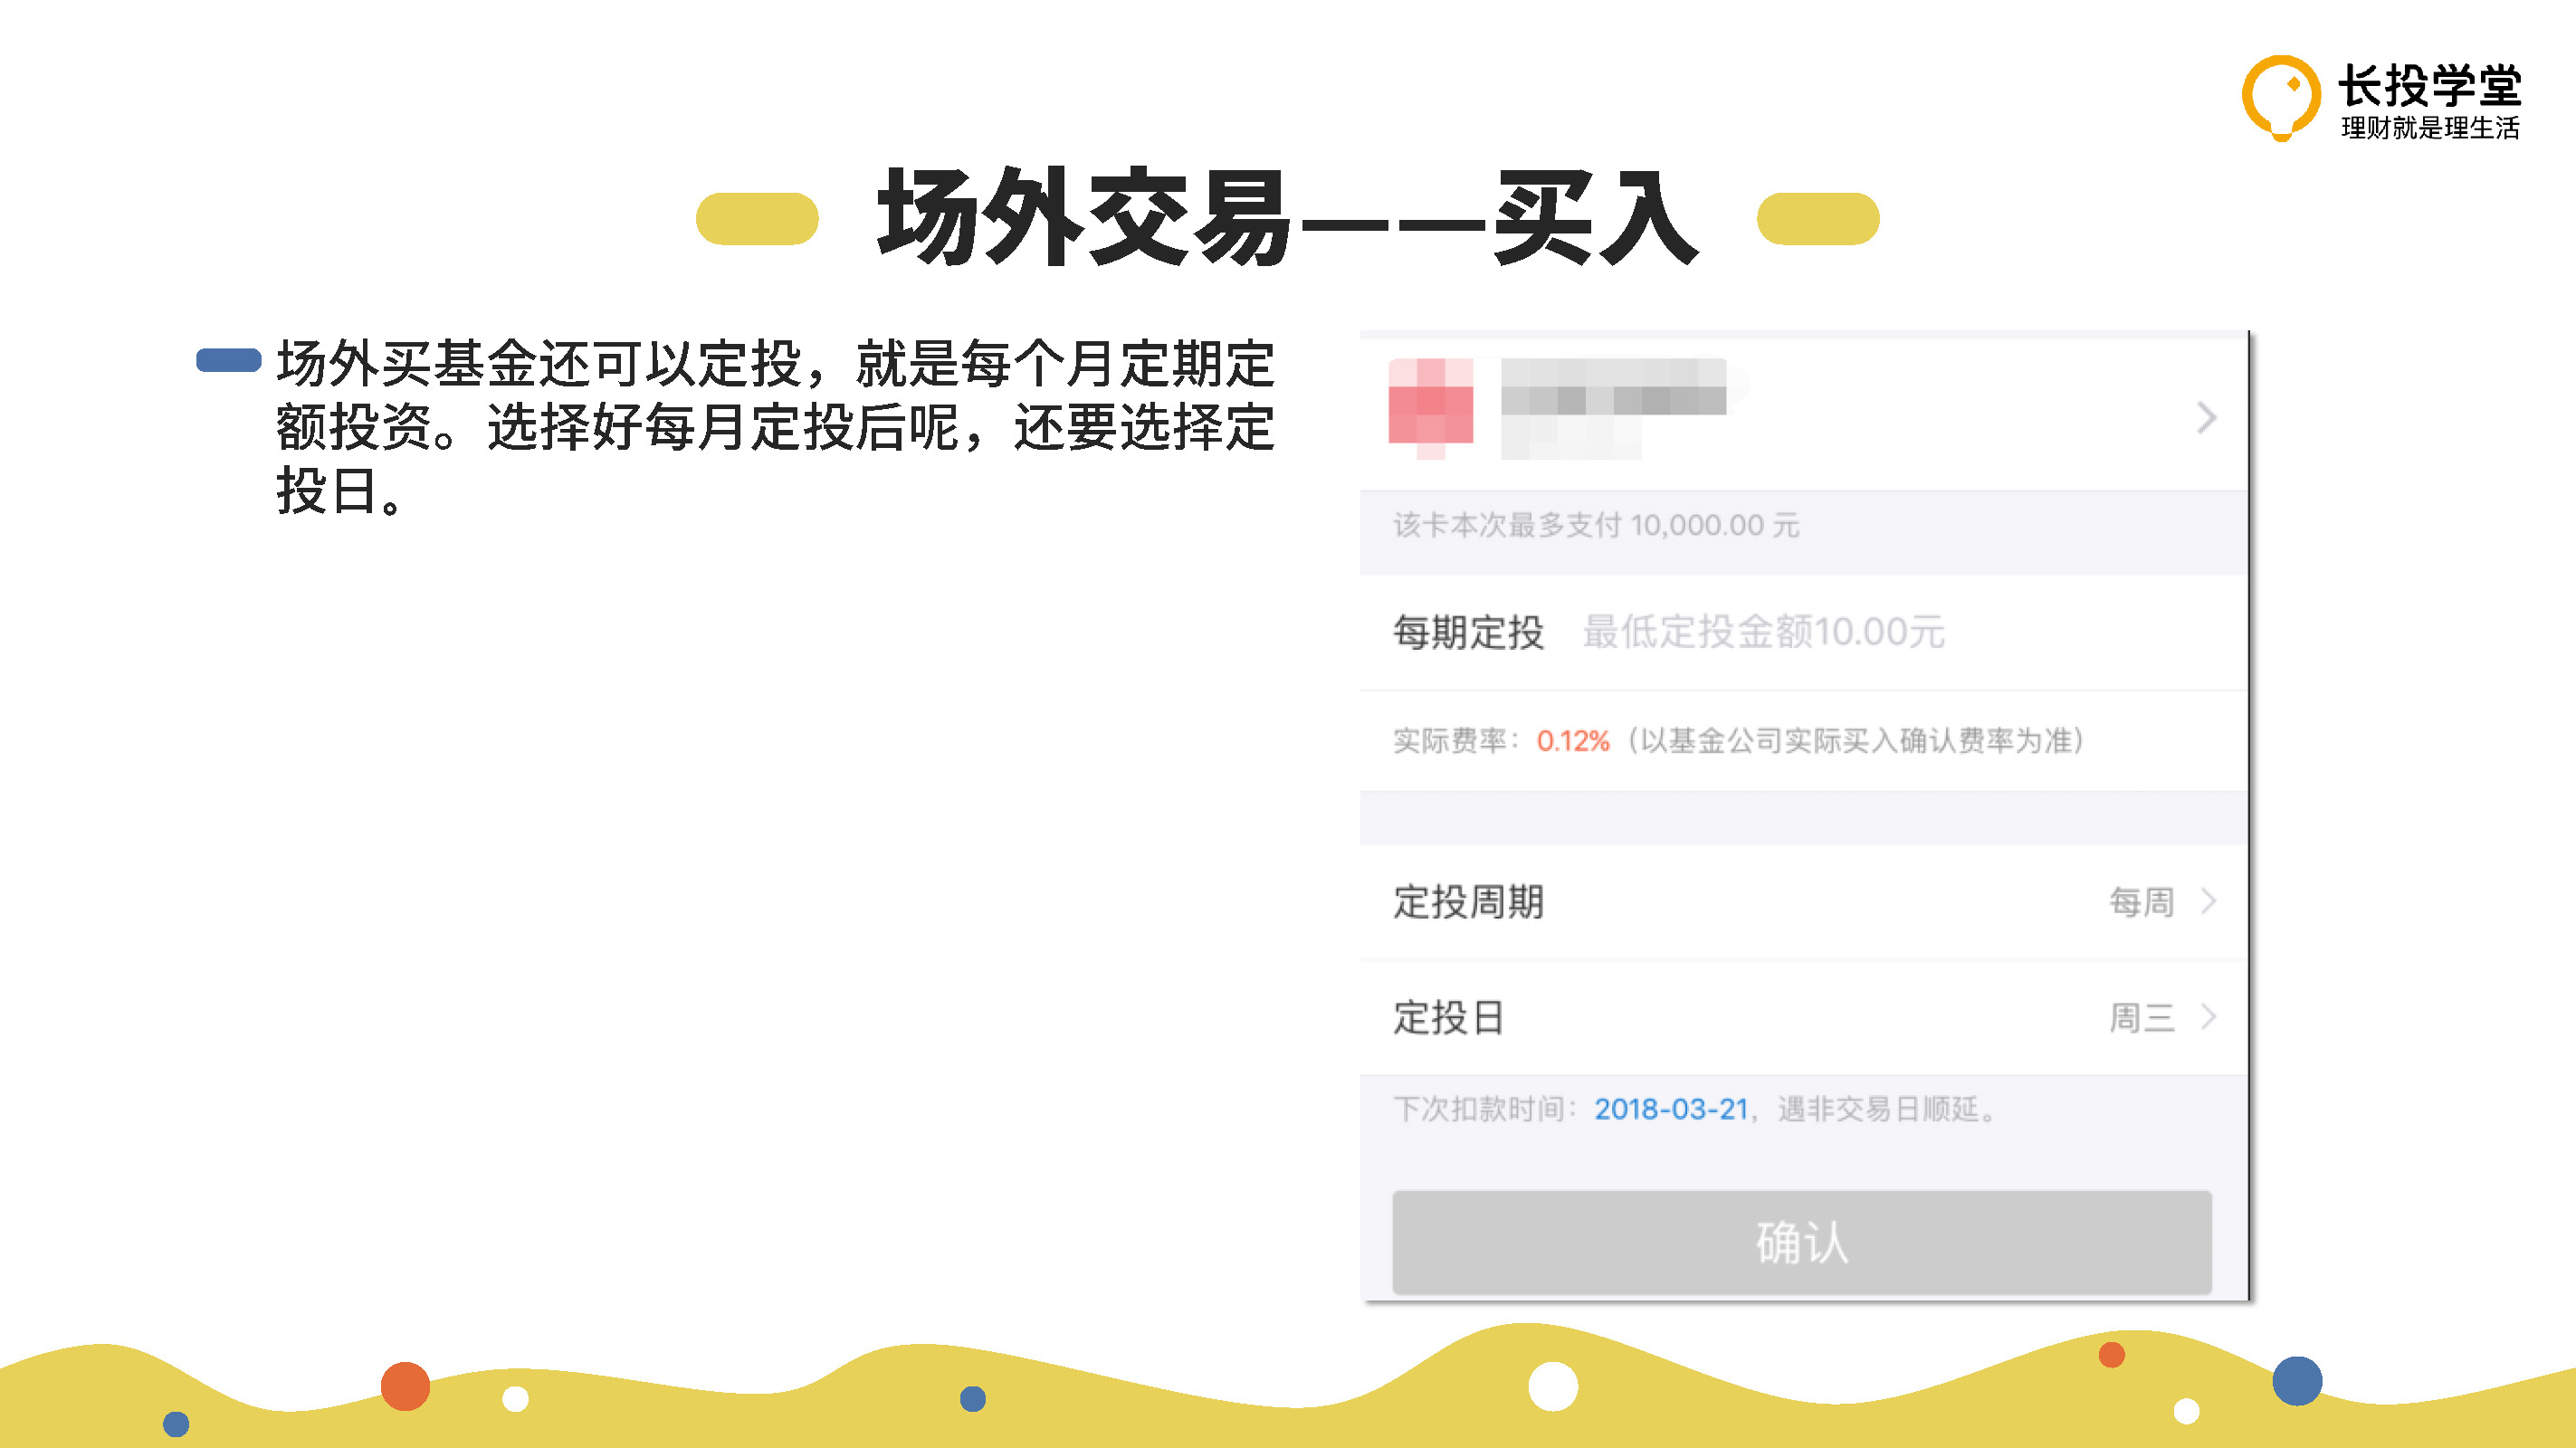 长投学堂
理财就是理生活
场外交易——买入
场外买基金还可以定投，就是每个月定期定
额投资。选择好每月定投后呢，还要选择定
投日。
该卡本次最多支付 10,000.00 元
每期定投 最低定投金额10.00元
实际费率：0.12%（以基金公司实际买入确认费率为准）
定投周期 每周
定投日 周三
下次扣款时间：2018-03-21，遇非交易日顺延。
确认